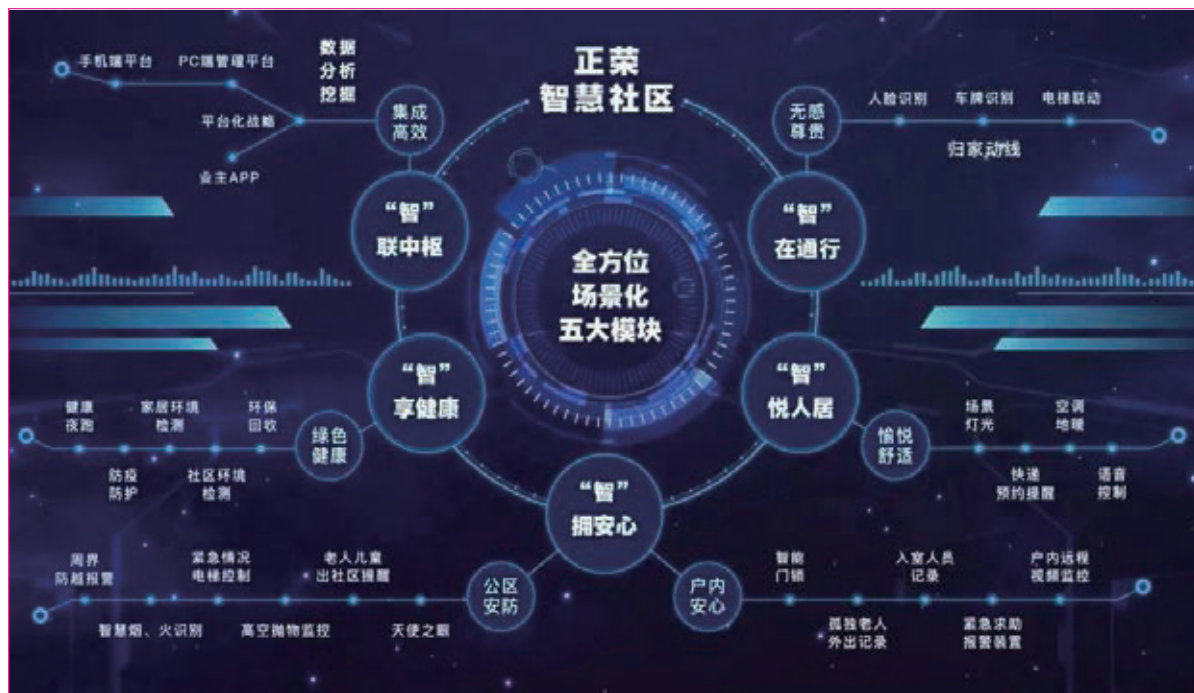 正荣
智慧社区
全方位
场景化
五大模块
手机端平台
PC端管理平台
数据
分析
挖掘
平台化战略
业主APP
集成
高效
“智”
联中枢
无感
尊贵
人脸识别
车牌识别
电梯联动
归家动线
“智”
在通行
“智”
享健康
绿色
健康
健康
夜跑
家居环境
检测
环保
回收
防疫
防护
社区环境
检测
“智”
悦人居
愉悦
舒适
场景
灯光
空调
地暖
快递
预约提醒
语音
控制
“智”
拥安心
公区
安防
周界
防越报警
紧急情况
电梯控制
老人儿童
出社区提醒
智慧烟、火识别
高空抛物监控
天使之眼
户内
安心
智能
门锁
入室人员
记录
户内远程
视频监控
孤独老人
外出记录
紧急求助
报警装置